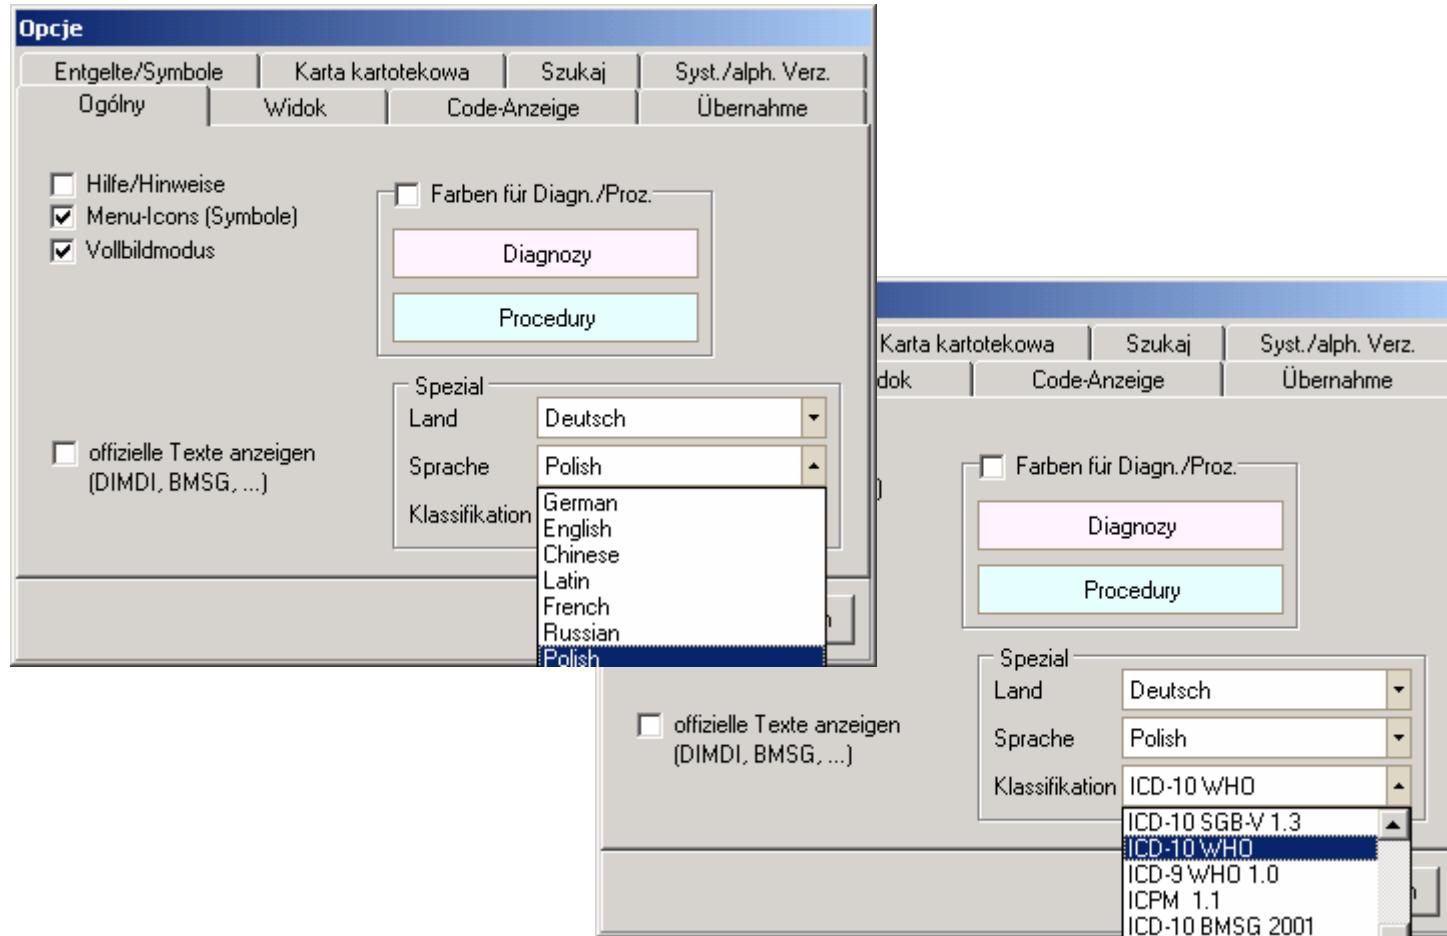 Opcje
Entgelte/Symbole Karta kartotekowa Szukaj Syst./alph. Verz.
Ogólny Widok Code-Anzeige Übernahme
Hilfe/Hinweise
Menu-Icons (Symbole)
Vollbildmodus
Farben für Diagn./Proz.
Diagnozy
Procedury
Spezial
Land Deutsch
offizielle Texte anzeigen
(DIMDI, BMSG, ...)
Sprache Polish
Klassifikation
German
English
Chinese
Latin
French
Russian
Polish
Karta kartotekowa Szukaj Syst./alph. Verz.
dok Code-Anzeige Übernahme
Farben für Diagn./Proz.
Diagnozy
Procedury
Spezial
Land Deutsch
offizielle Texte anzeigen
(DIMDI, BMSG, ...)
Sprache Polish
Klassifikation ICD-10 WHO
ICD-10 SGB-V 1.3
ICD-10 WHO
ICD-9 WHO 1.0
ICPM 1.1
ICD-10 BMSG 2001